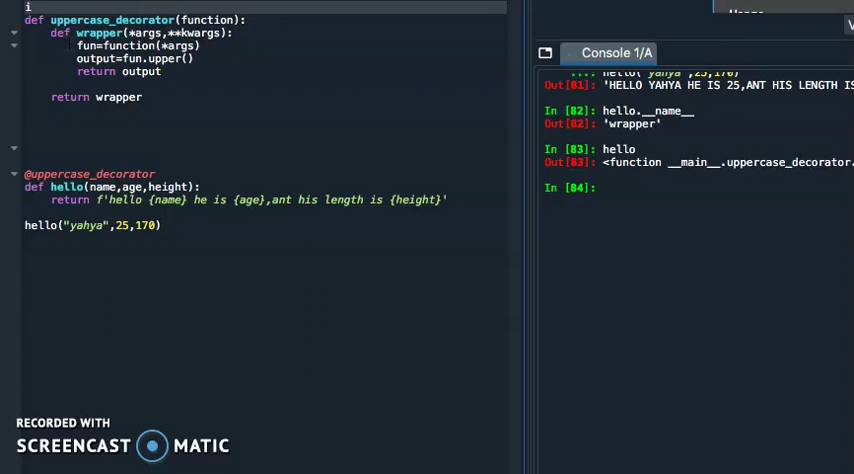 i
def uppercase_decorator(function):
def wrapper(*args,**kwargs):
fun=function(*args)
output=fun.upper()
return output
return wrapper
@uppercase_decorator
def hello(name,age,height):
return f'hello {name} he is {age},ant his length is {height}'
hello("yahya",25,170)
Console 1/A
...: hello("yahya",25,170)
Out[81]: 'HELLO YAHYA HE IS 25,ANT HIS LENGTH IS
In [82]: hello.__name__
Out[82]: 'wrapper'
In [83]: hello
Out[83]: <function __main__.uppercase_decorator.
In [84]:
RECORDED WITH
SCREENCAST MATIC